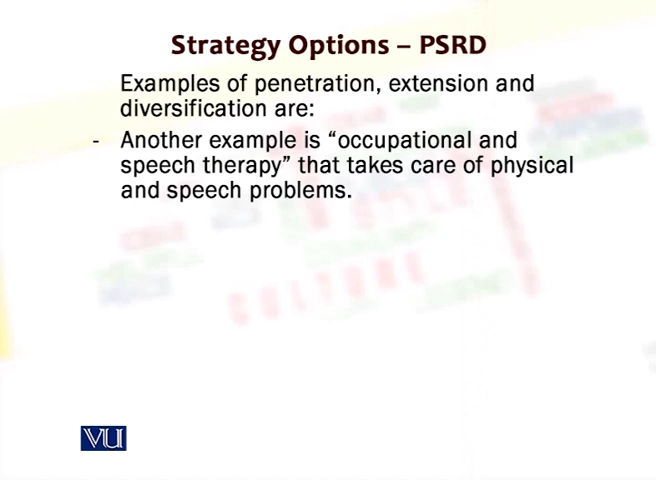 Strategy Options – PSRD
Examples of penetration, extension and
diversification are:
- Another example is “occupational and
speech therapy” that takes care of physical
and speech problems.
CULTURE
VU